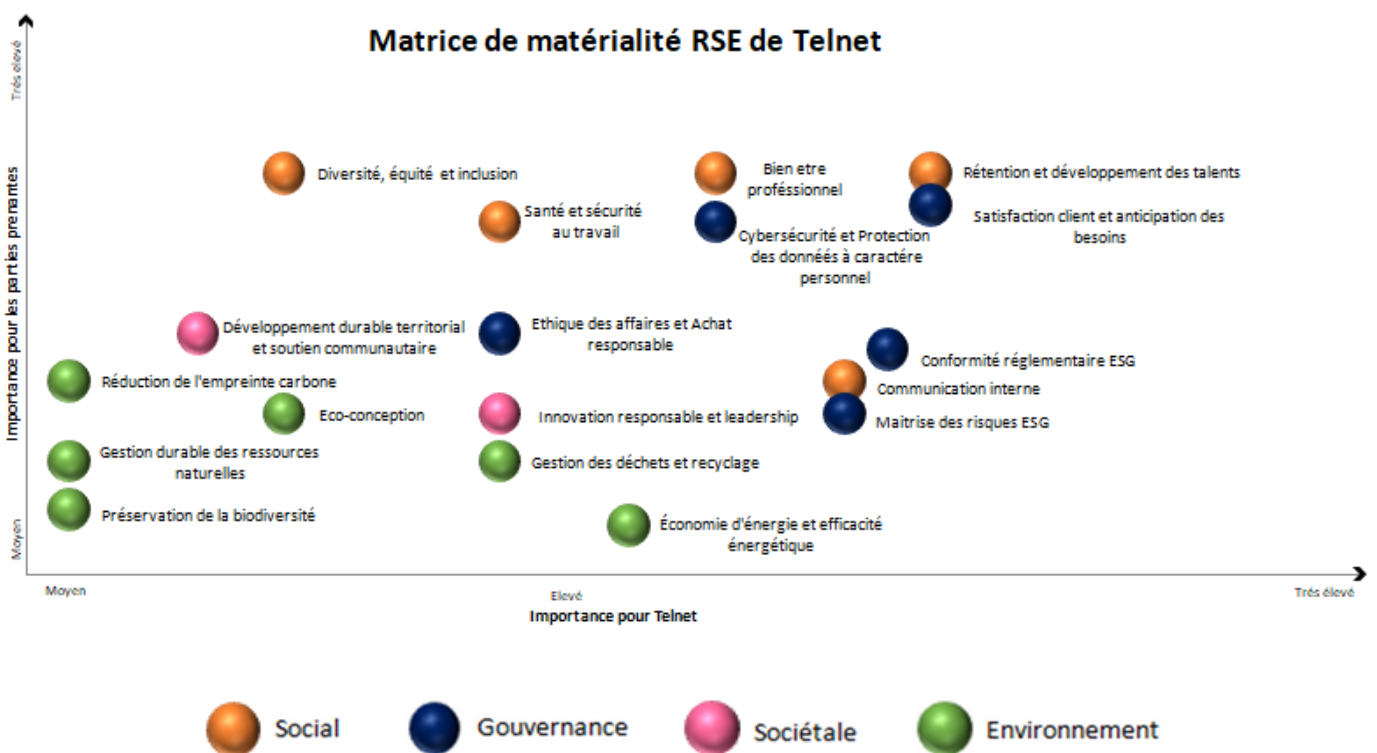 Matrice de matérialité RSE de Telnet
Trés elevé
Importance pour les parties prenantes
Moyen
Diversité, équité et inclusion
Bien etre
proféssionnel
Rétention et développement des talents
Santé et sécurité
au travail
Satisfaction client et anticipation des
besoins
Cybersécurité et Protection
des donnéés à caractére
personnel
Développement durable territorial
et soutien communautaire
Ethique des affaires et Achat
responsable
Conformité réglementaire ESG
Réduction de l'empreinte carbone
Communication interne
Eco-conception
Innovation responsable et leadership
Maitrise des risques ESG
Gestion durable des ressources
naturelles
Gestion des déchets et recyclage
Préservation de la biodiversité
Économie d'énergie et efficacité
énergétique
Moyen
Elevé
Trés élevé
Importance pour Telnet
Social
Gouvernance
Sociétale
Environnement